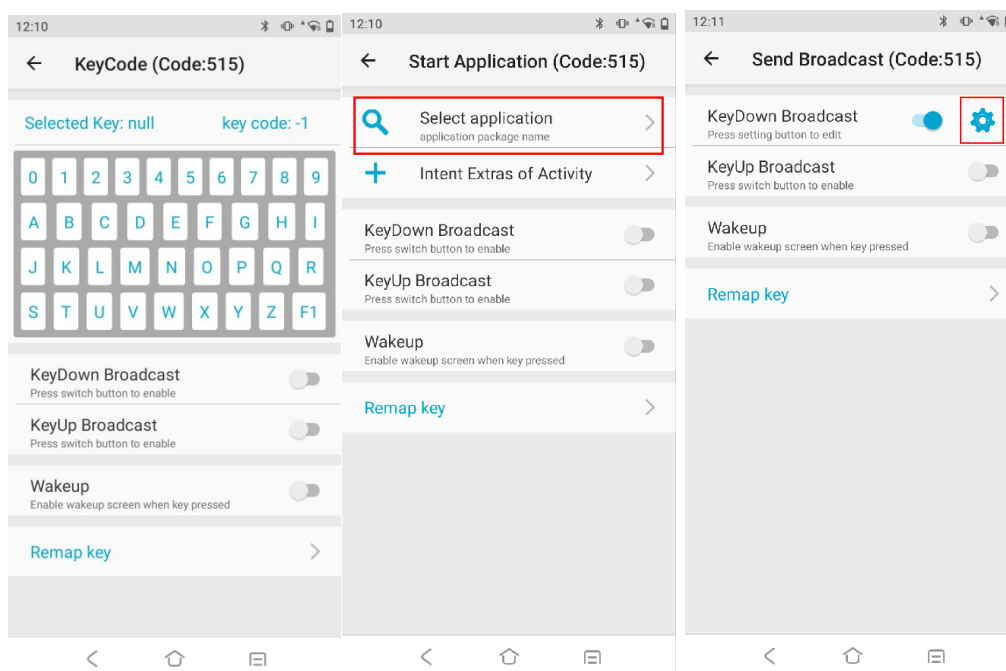 12:10
KeyCode (Code:515)
Selected Key: null key code: -1
0 1 2 3 4 5 6 7 8 9
A B C D E F G H I
J K L M N O P Q R
S T U V W X Y Z F1
KeyDown Broadcast
Press switch button to enable
KeyUp Broadcast
Press switch button to enable
Wakeup
Enable wakeup screen when key pressed
Remap key
12:10
Start Application (Code:515)
Select application
application package name
Intent Extras of Activity
KeyDown Broadcast
Press switch button to enable
KeyUp Broadcast
Press switch button to enable
Wakeup
Enable wakeup screen when key pressed
Remap key
12:11
Send Broadcast (Code:515)
KeyDown Broadcast
Press setting button to edit
KeyUp Broadcast
Press switch button to enable
Wakeup
Enable wakeup screen when key pressed
Remap key